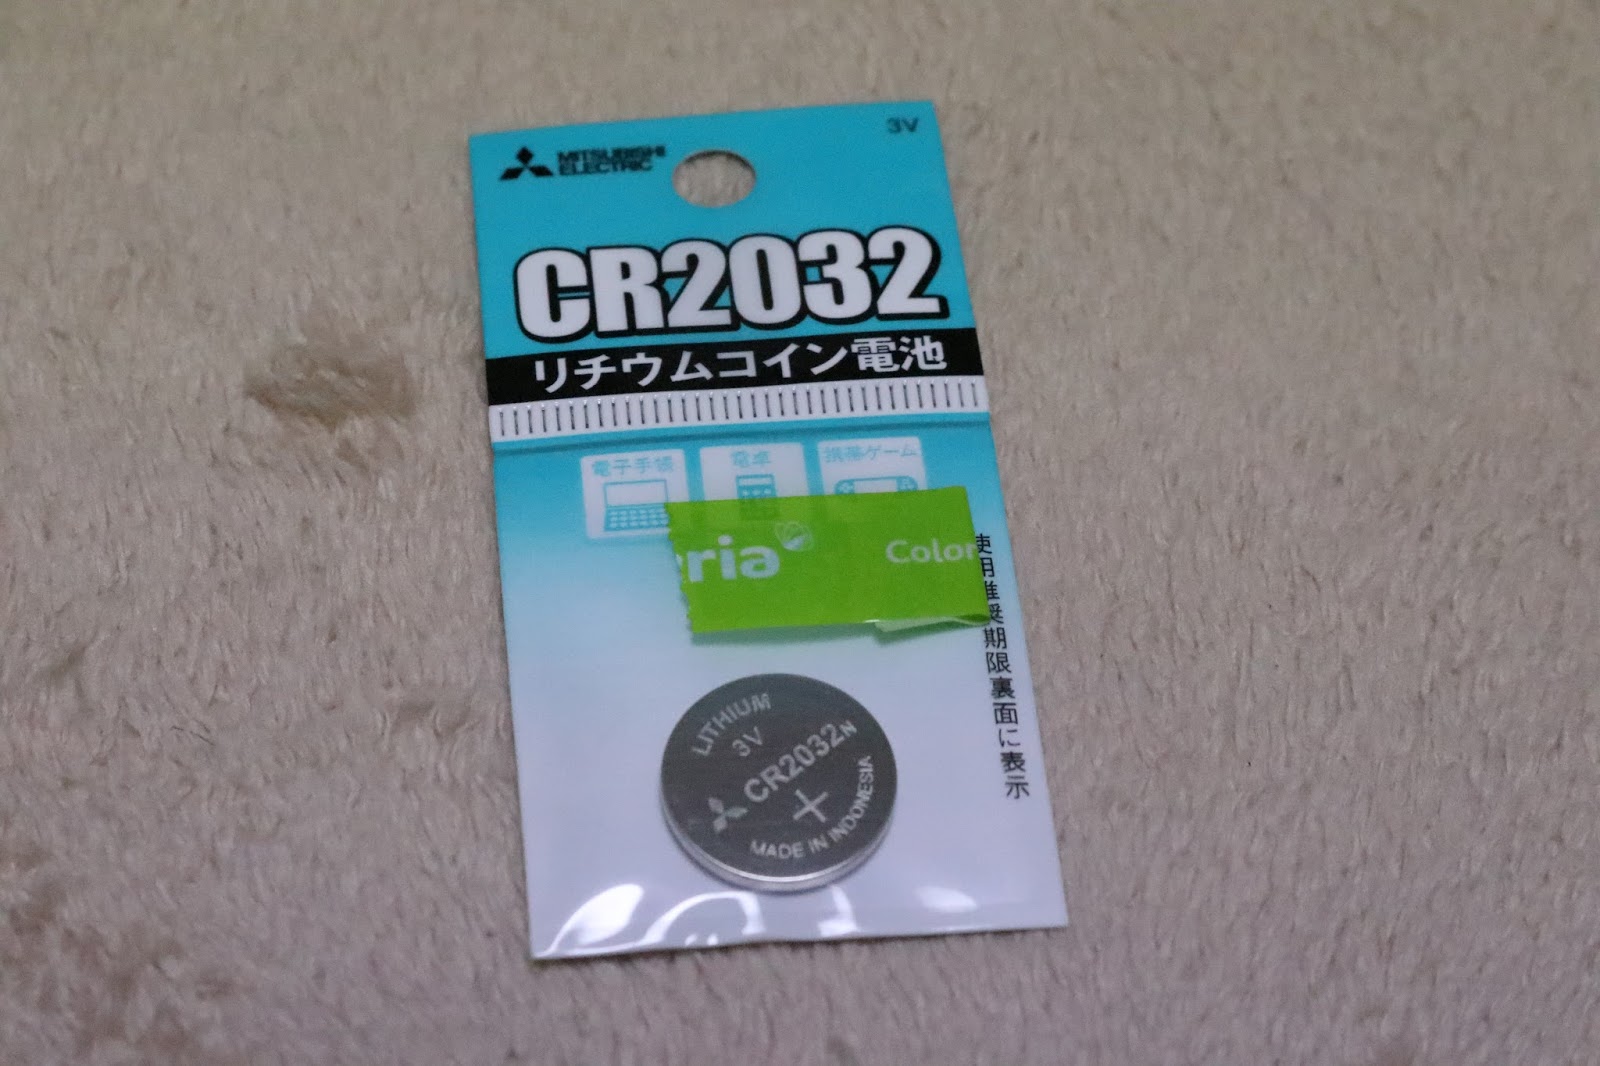 MITSUBISHI
ELECTRIC
3V
CR2032
リチウムコイン電池
電子手帳
電卓
携帯ゲーム
ria
Color
使用推奨期限裏面に表示
LITHIUM
3V
CR2032N
MADE IN INDONESIA